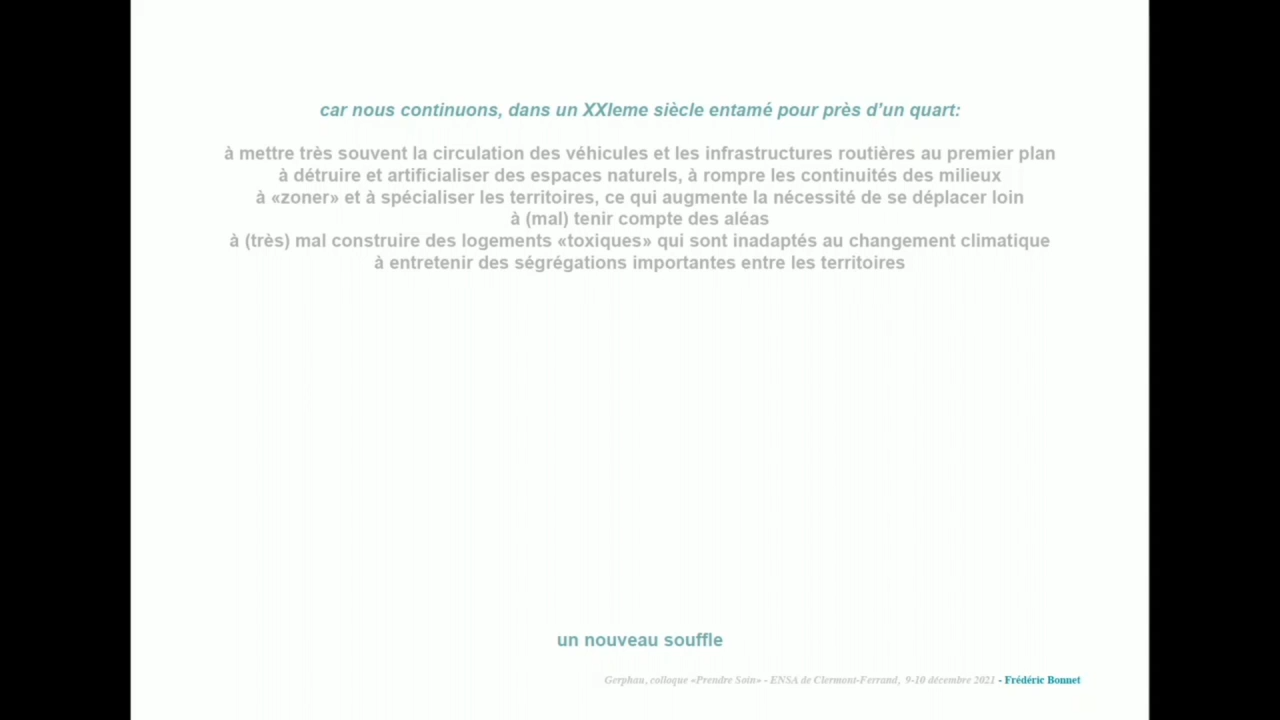 car nous continuons, dans un XXIeme siècle entamé pour près d'un quart:
à mettre très souvent la circulation des véhicules et les infrastructures routières au premier plan
à détruire et artificialiser des espaces naturels, à rompre les continuités des milieux
à «zoner» et à spécialiser les territoires, ce qui augmente la nécessité de se déplacer loin
à (mal) tenir compte des aléas
à (très) mal construire des logements «toxiques» qui sont inadaptés au changement climatique
à entretenir des ségrégations importantes entre les territoires
un nouveau souffle
Gerphau, colloque «Prendre Soin» - ENSA de Clermont-Ferrand, 9-10 décembre 2021 - Frédéric Bonnet